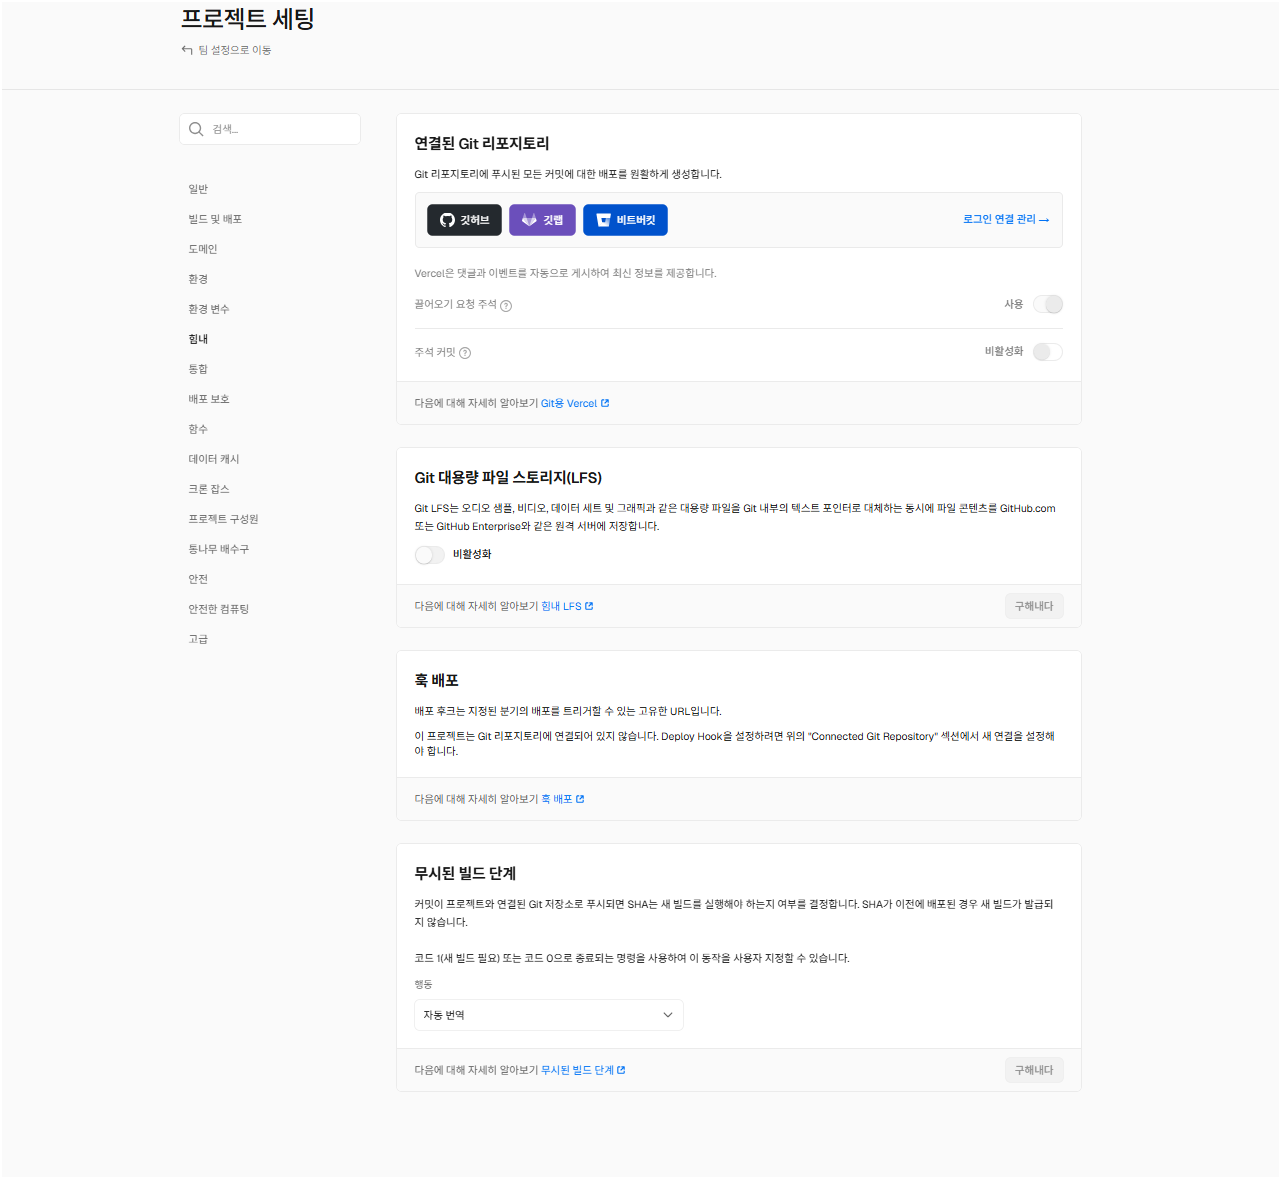 프로젝트 세팅
팀 설정으로 이동
검색...
일반
빌드 및 배포
도메인
환경
환경 변수
힘내
통합
배포 보호
함수
데이터 캐시
크론 잡스
프로젝트 구성원
통나무 배수구
안전
안전한 컴퓨팅
고급
연결된 Git 리포지토리
Git 리포지토리에 푸시된 모든 커밋에 대한 배포를 원활하게 생성합니다.
깃허브 깃랩 비트버킷 로그인 연결 관리 →
Vercel은 댓글과 이벤트를 자동으로 게시하여 최신 정보를 제공합니다.
끌어오기 요청 주석 사용
주석 커밋 비활성화
다음에 대해 자세히 알아보기 Git용 Vercel
Git 대용량 파일 스토리지(LFS)
Git LFS는 오디오 샘플, 비디오, 데이터 세트 및 그래픽과 같은 대용량 파일을 Git 내부의 텍스트 포인터로 대체하는 동시에 파일 콘텐츠를 GitHub.com
또는 GitHub Enterprise와 같은 원격 서버에 저장합니다.
비활성화
다음에 대해 자세히 알아보기 힘내 LFS 구해내다
훅 배포
배포 후크는 지정된 분기의 배포를 트리거할 수 있는 고유한 URL입니다.
이 프로젝트는 Git 리포지토리에 연결되어 있지 않습니다. Deploy Hook을 설정하려면 위의 "Connected Git Repository" 섹션에서 새 연결을 설정해
야 합니다.
다음에 대해 자세히 알아보기 훅 배포
무시된 빌드 단계
커밋이 프로젝트와 연결된 Git 저장소로 푸시되면 SHA는 새 빌드를 실행해야 하는지 여부를 결정합니다. SHA가 이전에 배포된 경우 새 빌드가 발급되
지 않습니다.
코드 1(새 빌드 필요) 또는 코드 0으로 종료되는 명령을 사용하여 이 동작을 사용자 지정할 수 있습니다.
행동
자동 번역
다음에 대해 자세히 알아보기 무시된 빌드 단계 구해내다